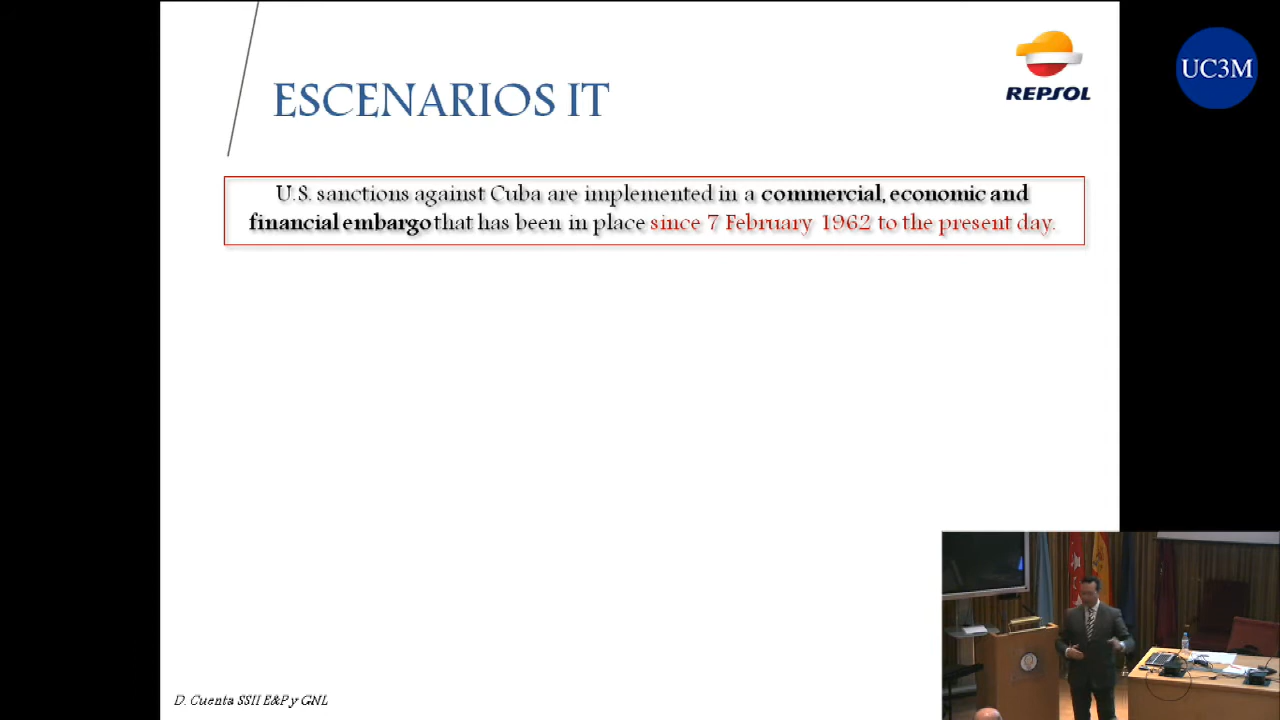 REPSOL
UC3M
ESCENARIOS IT
U.S. sanctions against Cuba are implemented in a commercial, economic and
financial embargo that has been in place since 7 February 1962 to the present day.
D. Cuenta SSII E&P y GNL